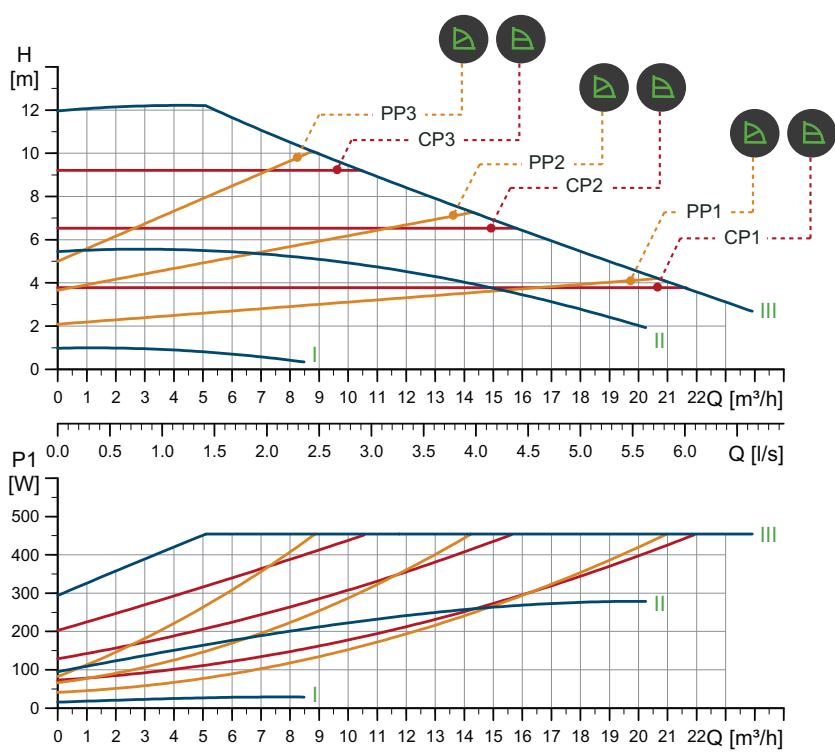 H
[m]
12
10
8
6
4
2
0
PP3
CP3
PP2
CP2
PP1
CP1
III
II
I
0 1 2 3 4 5 6 7 8 9 10 11 12 13 14 15 16 17 18 19 20 21 22 Q [m³/h]
0.0 0.5 1.0 1.5 2.0 2.5 3.0 3.5 4.0 4.5 5.0 5.5 6.0 Q [l/s]
P1
[W]
500
400
300
200
100
0
III
II
I
0 1 2 3 4 5 6 7 8 9 10 11 12 13 14 15 16 17 18 19 20 21 22 Q [m³/h]